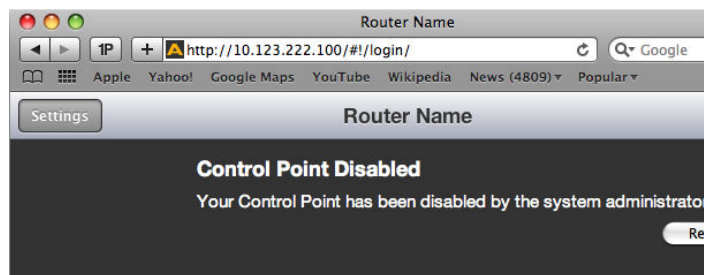 Router Name
1P + A http://10.123.222.100/#!/login/ Q Google
Apple Yahoo! Google Maps YouTube Wikipedia News (4809) Popular
Settings Router Name
Control Point Disabled
Your Control Point has been disabled by the system administrator
Re